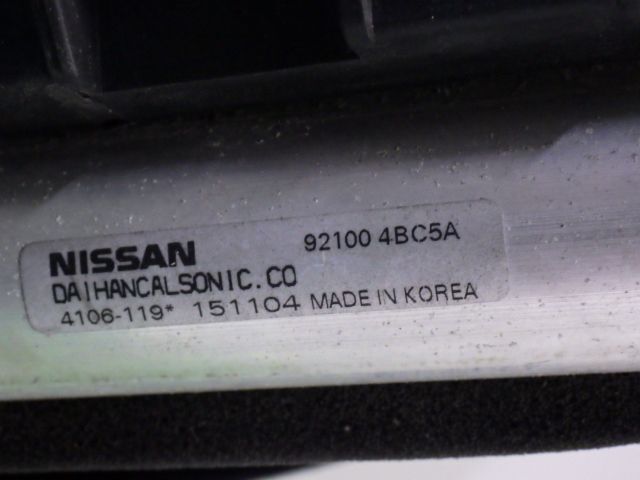 NISSAN 92100 4BC5A
DAIHANCALSONIC.CO
4106-119* 151104 MADE IN KOREA